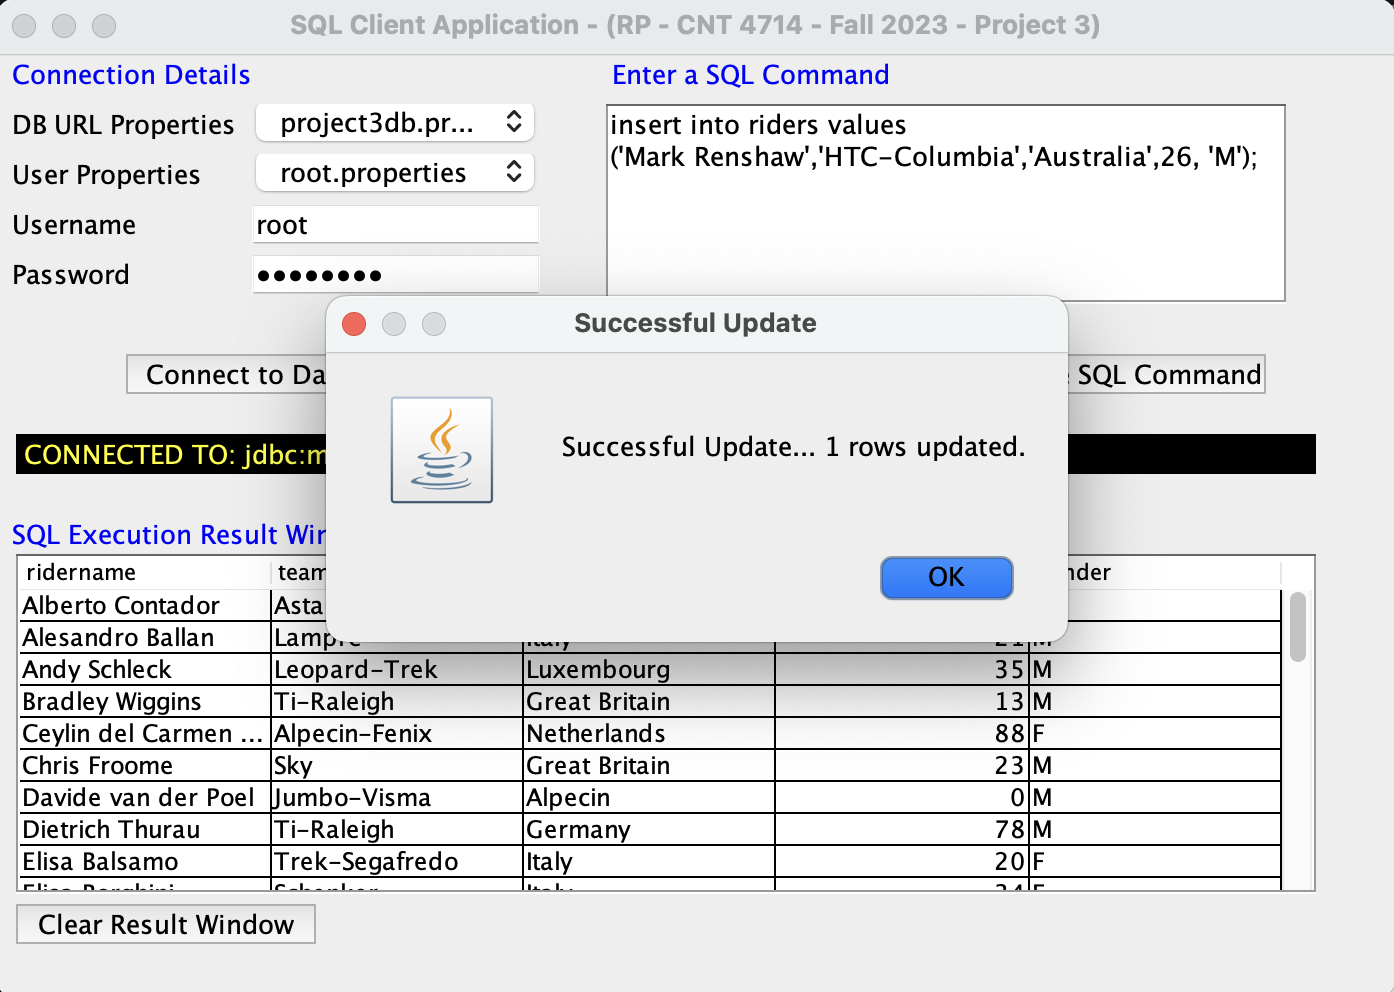 SQL Client Application - (RP - CNT 4714 - Fall 2023 - Project 3)
Connection Details
Enter a SQL Command
DB URL Properties project3db.pr...
User Properties root.properties
Username root
Password ●●●●●●●●
insert into riders values
('Mark Renshaw','HTC-Columbia','Australia',26, 'M');
Connect to Da
SQL Command
CONNECTED TO: jdbc:m
Successful Update
Successful Update... 1 rows updated.
OK
SQL Execution Result Win
ridername team nder
Alberto Contador Asta
Alesandro Ballan Lampre Italy 21 M
Andy Schleck Leopard-Trek Luxembourg 35 M
Bradley Wiggins Ti-Raleigh Great Britain 13 M
Ceylin del Carmen ... Alpecin-Fenix Netherlands 88 F
Chris Froome Sky Great Britain 23 M
Davide van der Poel Jumbo-Visma Alpecin 0 M
Dietrich Thurau Ti-Raleigh Germany 78 M
Elisa Balsamo Trek-Segafredo Italy 20 F
Clear Result Window